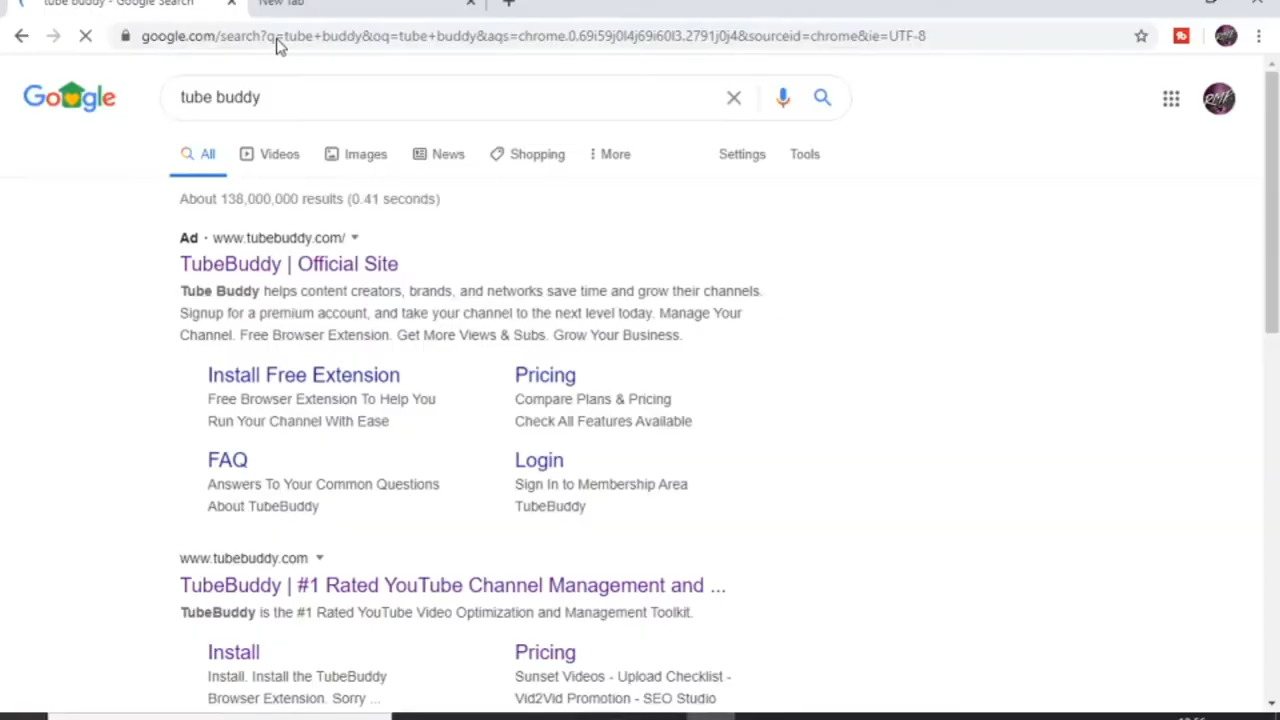 tube buddy - Google Search New Tab
google.com/search?q=tube+buddy&oq=tube+buddy&aqs=chrome.0.69i59j0l4j69i60l3.2791j0j4&sourceid=chrome&ie=UTF-8
Google
tube buddy
RMF
All Videos Images News Shopping More Settings Tools
About 138,000,000 results (0.41 seconds)
Ad · www.tubebuddy.com/
TubeBuddy | Official Site
Tube Buddy helps content creators, brands, and networks save time and grow their channels.
Signup for a premium account, and take your channel to the next level today. Manage Your
Channel. Free Browser Extension. Get More Views & Subs. Grow Your Business.
Install Free Extension
Free Browser Extension To Help You
Run Your Channel With Ease
Pricing
Compare Plans & Pricing
Check All Features Available
FAQ
Answers To Your Common Questions
About TubeBuddy
Login
Sign In to Membership Area
TubeBuddy
www.tubebuddy.com
TubeBuddy | #1 Rated YouTube Channel Management and ...
TubeBuddy is the #1 Rated YouTube Video Optimization and Management Toolkit.
Install
Install. Install the TubeBuddy
Browser Extension. Sorry ...
Pricing
Sunset Videos - Upload Checklist -
Vid2Vid Promotion - SEO Studio